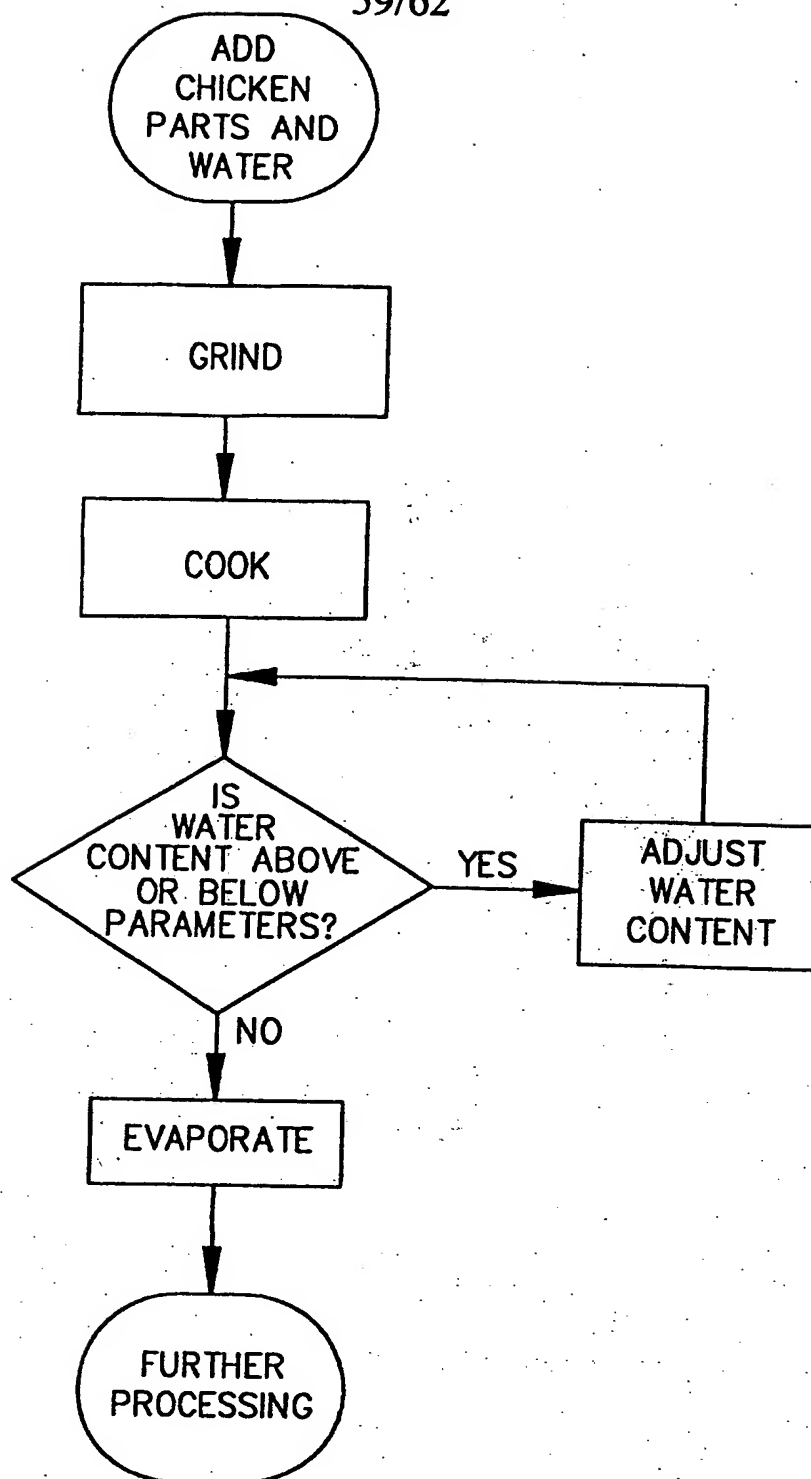 59/62
ADD
CHICKEN
PARTS AND
WATER
GRIND
COOK
IS
WATER
CONTENT ABOVE
OR BELOW
PARAMETERS?
YES
ADJUST
WATER
CONTENT
NO
EVAPORATE
FURTHER
PROCESSING